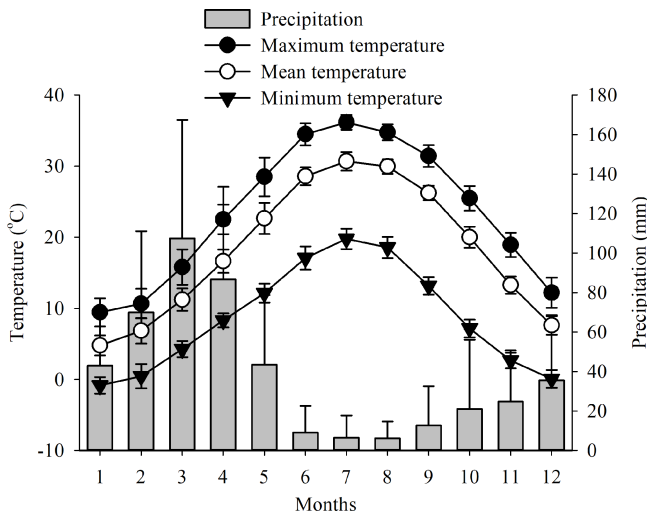 Precipitation
Maximum temperature
Mean temperature
Minimum temperature
40
30
20
10
0
-10
Temperature (°C)
180
160
140
120
100
80
60
40
20
0
Precipitation (mm)
1 2 3 4 5 6 7 8 9 10 11 12
Months